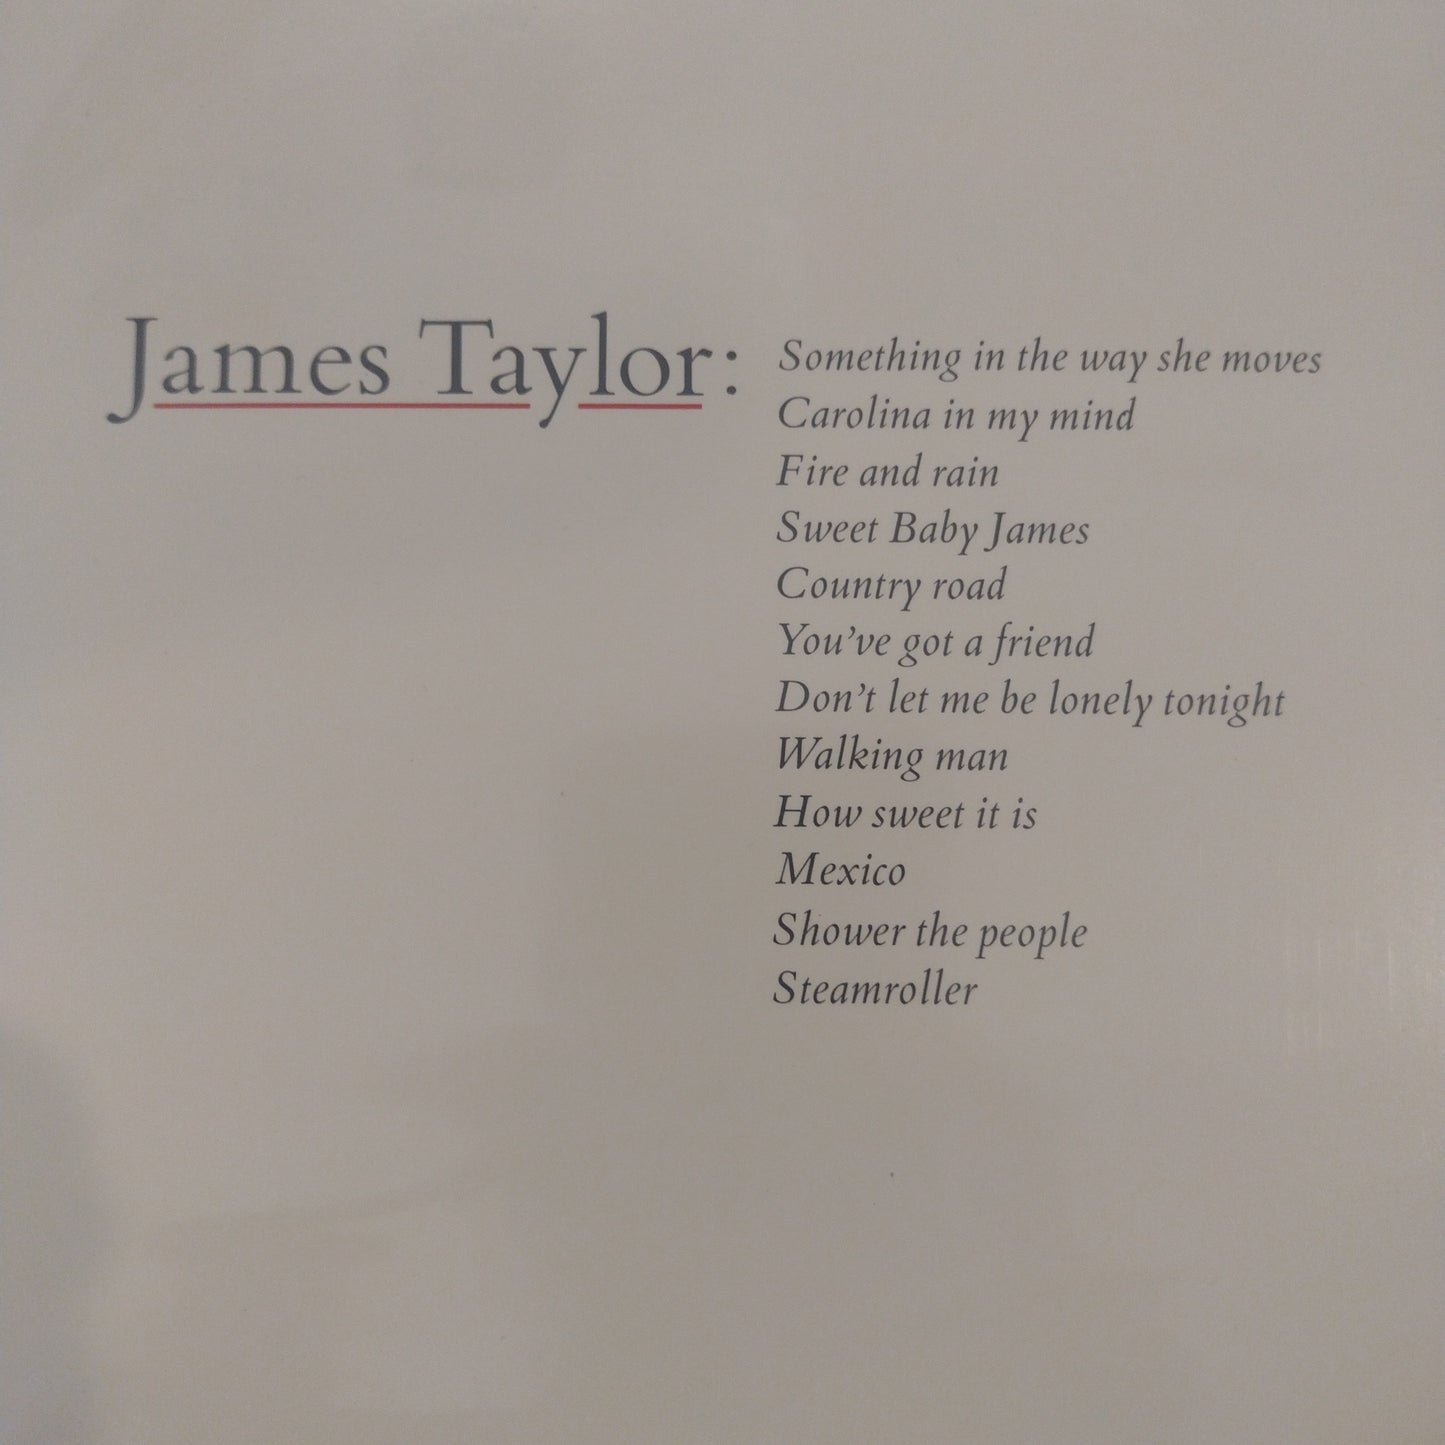 James Taylor: Something in the way she moves
Carolina in my mind
Fire and rain
Sweet Baby James
Country road
You've got a friend
Don't let me be lonely tonight
Walking man
How sweet it is
Mexico
Shower the people
Steamroller